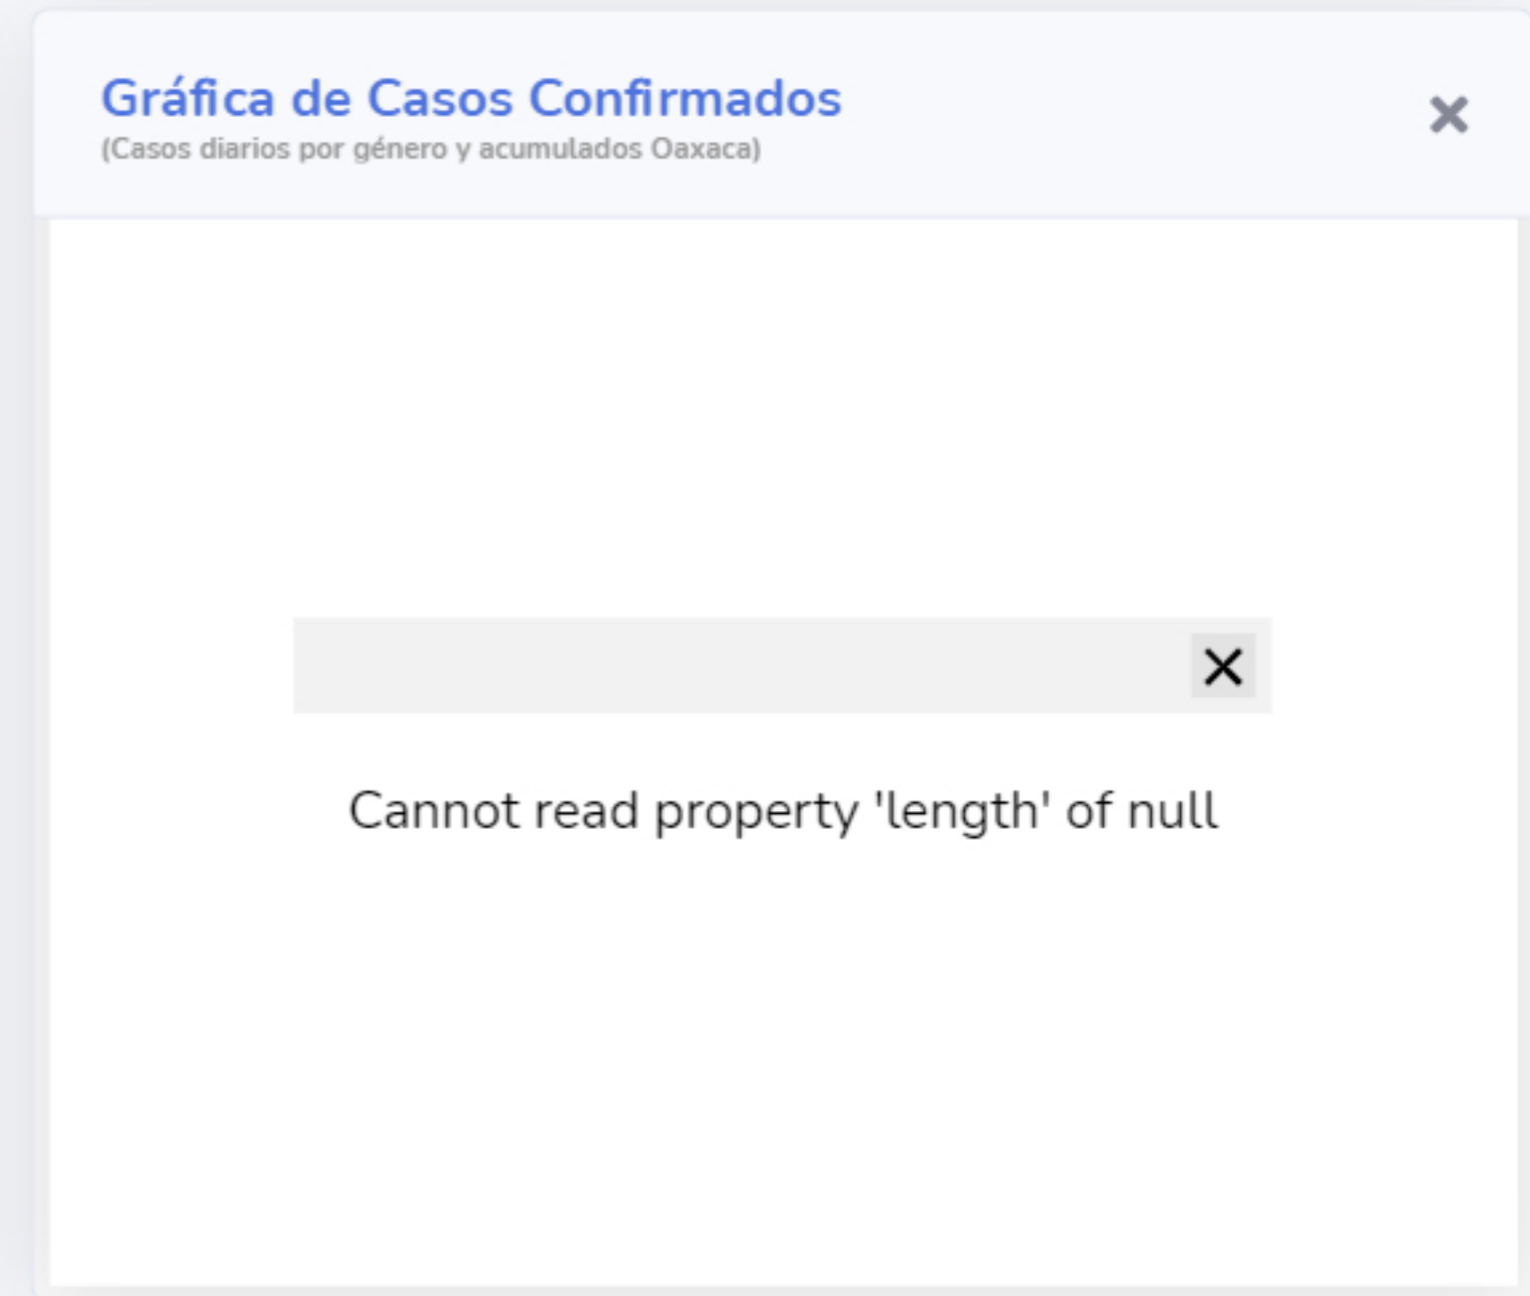 Gráfica de Casos Confirmados
(Casos diarios por género y acumulados Oaxaca)
Cannot read property 'length' of null